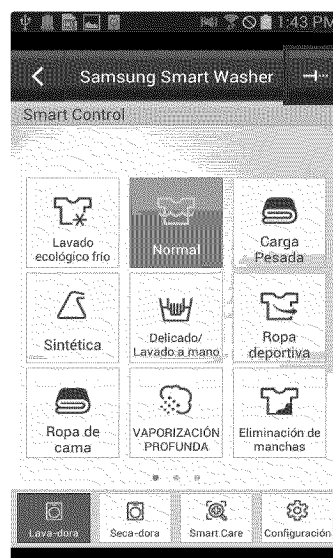 1:43 PM
Samsung Smart Washer
Smart Control
Lavado
ecológico frío
Normal
Carga
Pesada
Sintética
Delicado/
Lavado a mano
Ropa
deportiva
Ropa de
cama
VAPORIZACIÓN
PROFUNDA
Eliminación de
manchas
Lava-dora
Seca-dora
Smart Care
Configuración